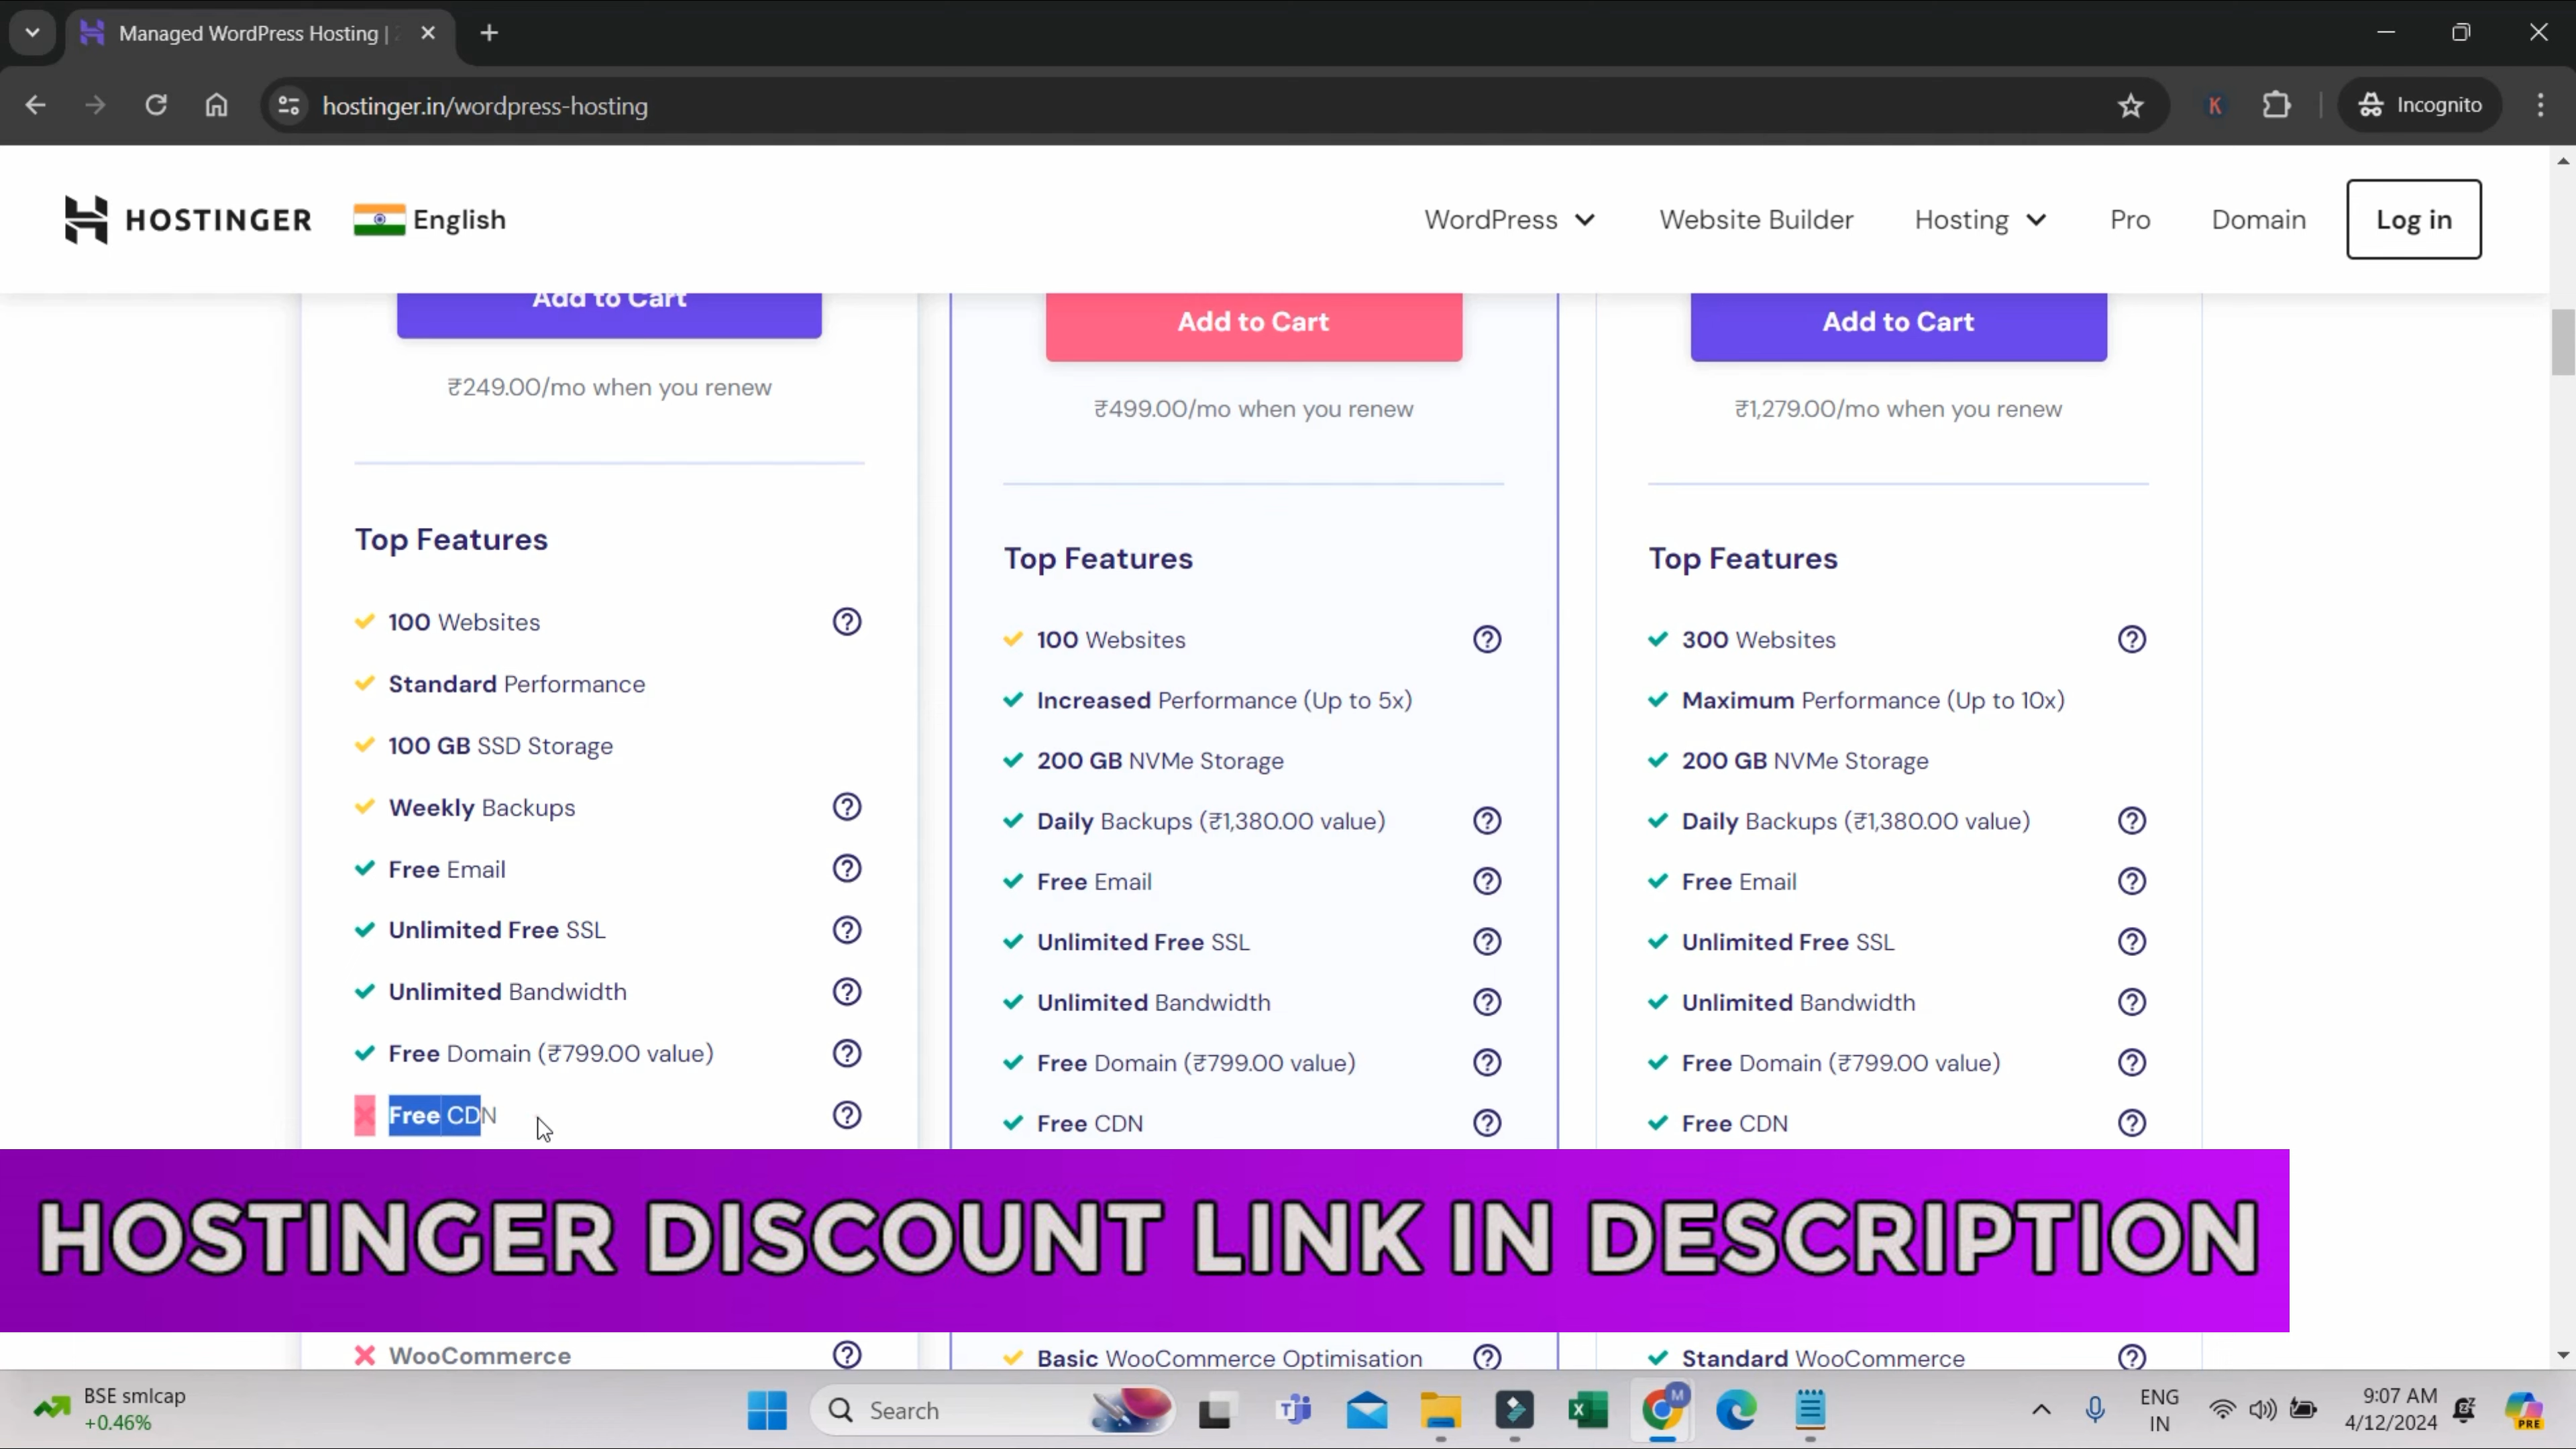 Managed WordPress Hosting |
hostinger.in/wordpress-hosting
K
Incognito
HOSTINGER
English
WordPress
Website Builder
Hosting
Pro
Domain
Log in
Add to Cart
₹249.00/mo when you renew
Top Features
100 Websites
Standard Performance
100 GB SSD Storage
Weekly Backups
Free Email
Unlimited Free SSL
Unlimited Bandwidth
Free Domain (₹799.00 value)
Free CDN
WooCommerce
Add to Cart
₹499.00/mo when you renew
Top Features
100 Websites
Increased Performance (Up to 5x)
200 GB NVMe Storage
Daily Backups (₹1,380.00 value)
Free Email
Unlimited Free SSL
Unlimited Bandwidth
Free Domain (₹799.00 value)
Free CDN
Basic WooCommerce Optimisation
Add to Cart
₹1,279.00/mo when you renew
Top Features
300 Websites
Maximum Performance (Up to 10x)
200 GB NVMe Storage
Daily Backups (₹1,380.00 value)
Free Email
Unlimited Free SSL
Unlimited Bandwidth
Free Domain (₹799.00 value)
Free CDN
Standard WooCommerce
HOSTINGER DISCOUNT LINK IN DESCRIPTION
BSE smlcap
+0.46%
Search
M
ENG
IN
9:07 AM
4/12/2024
PRE